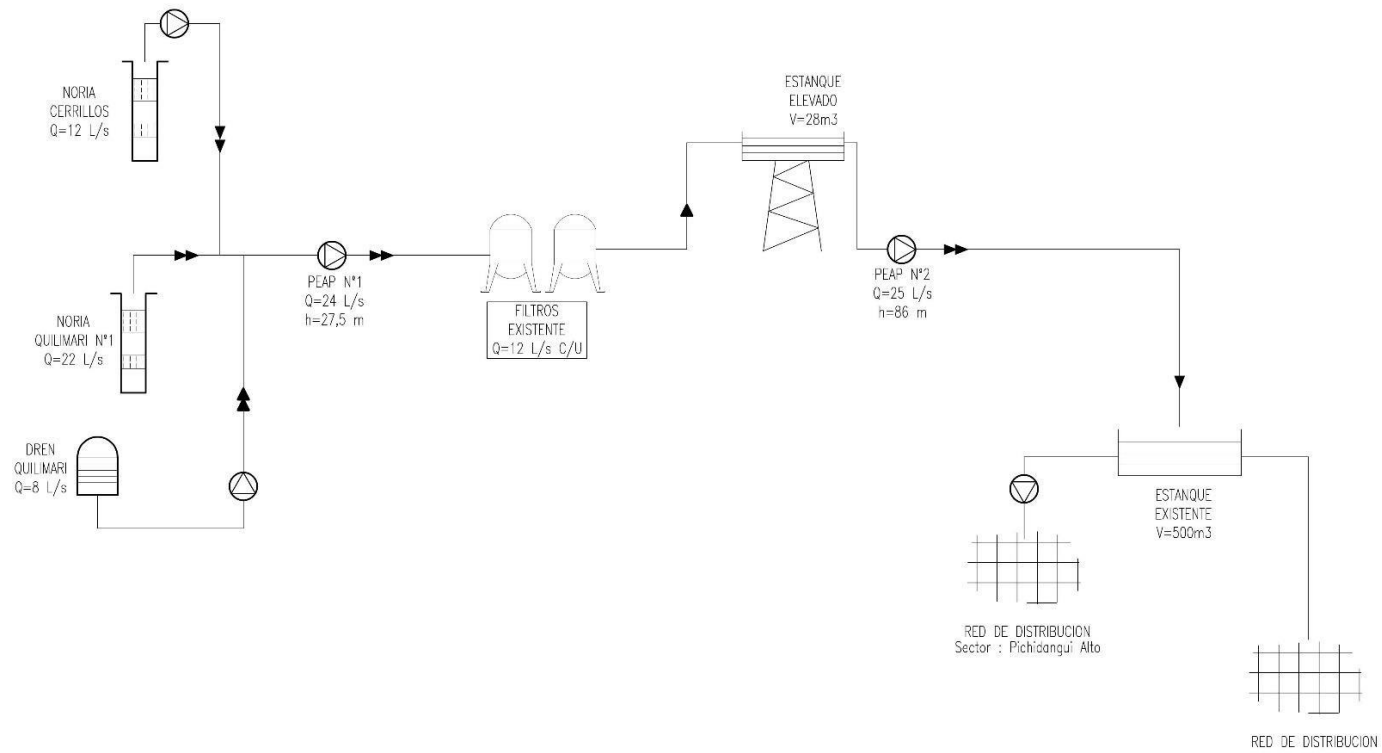 NORIA
CERRILLOS
Q=12 L/s
ESTANQUE
ELEVADO
V=28m3
PEAP N°1
Q=24 L/s
h=27,5 m
FILTROS
EXISTENTE
Q=12 L/s C/U
PEAP N°2
Q=25 L/s
h=86 m
NORIA
QUILIMARI N°1
Q=22 L/s
DREN
QUILIMARI
Q=8 L/s
ESTANQUE
EXISTENTE
V=500m3
RED DE DISTRIBUCION
Sector : Pichidangui Alto
RED DE DISTRIBUCION